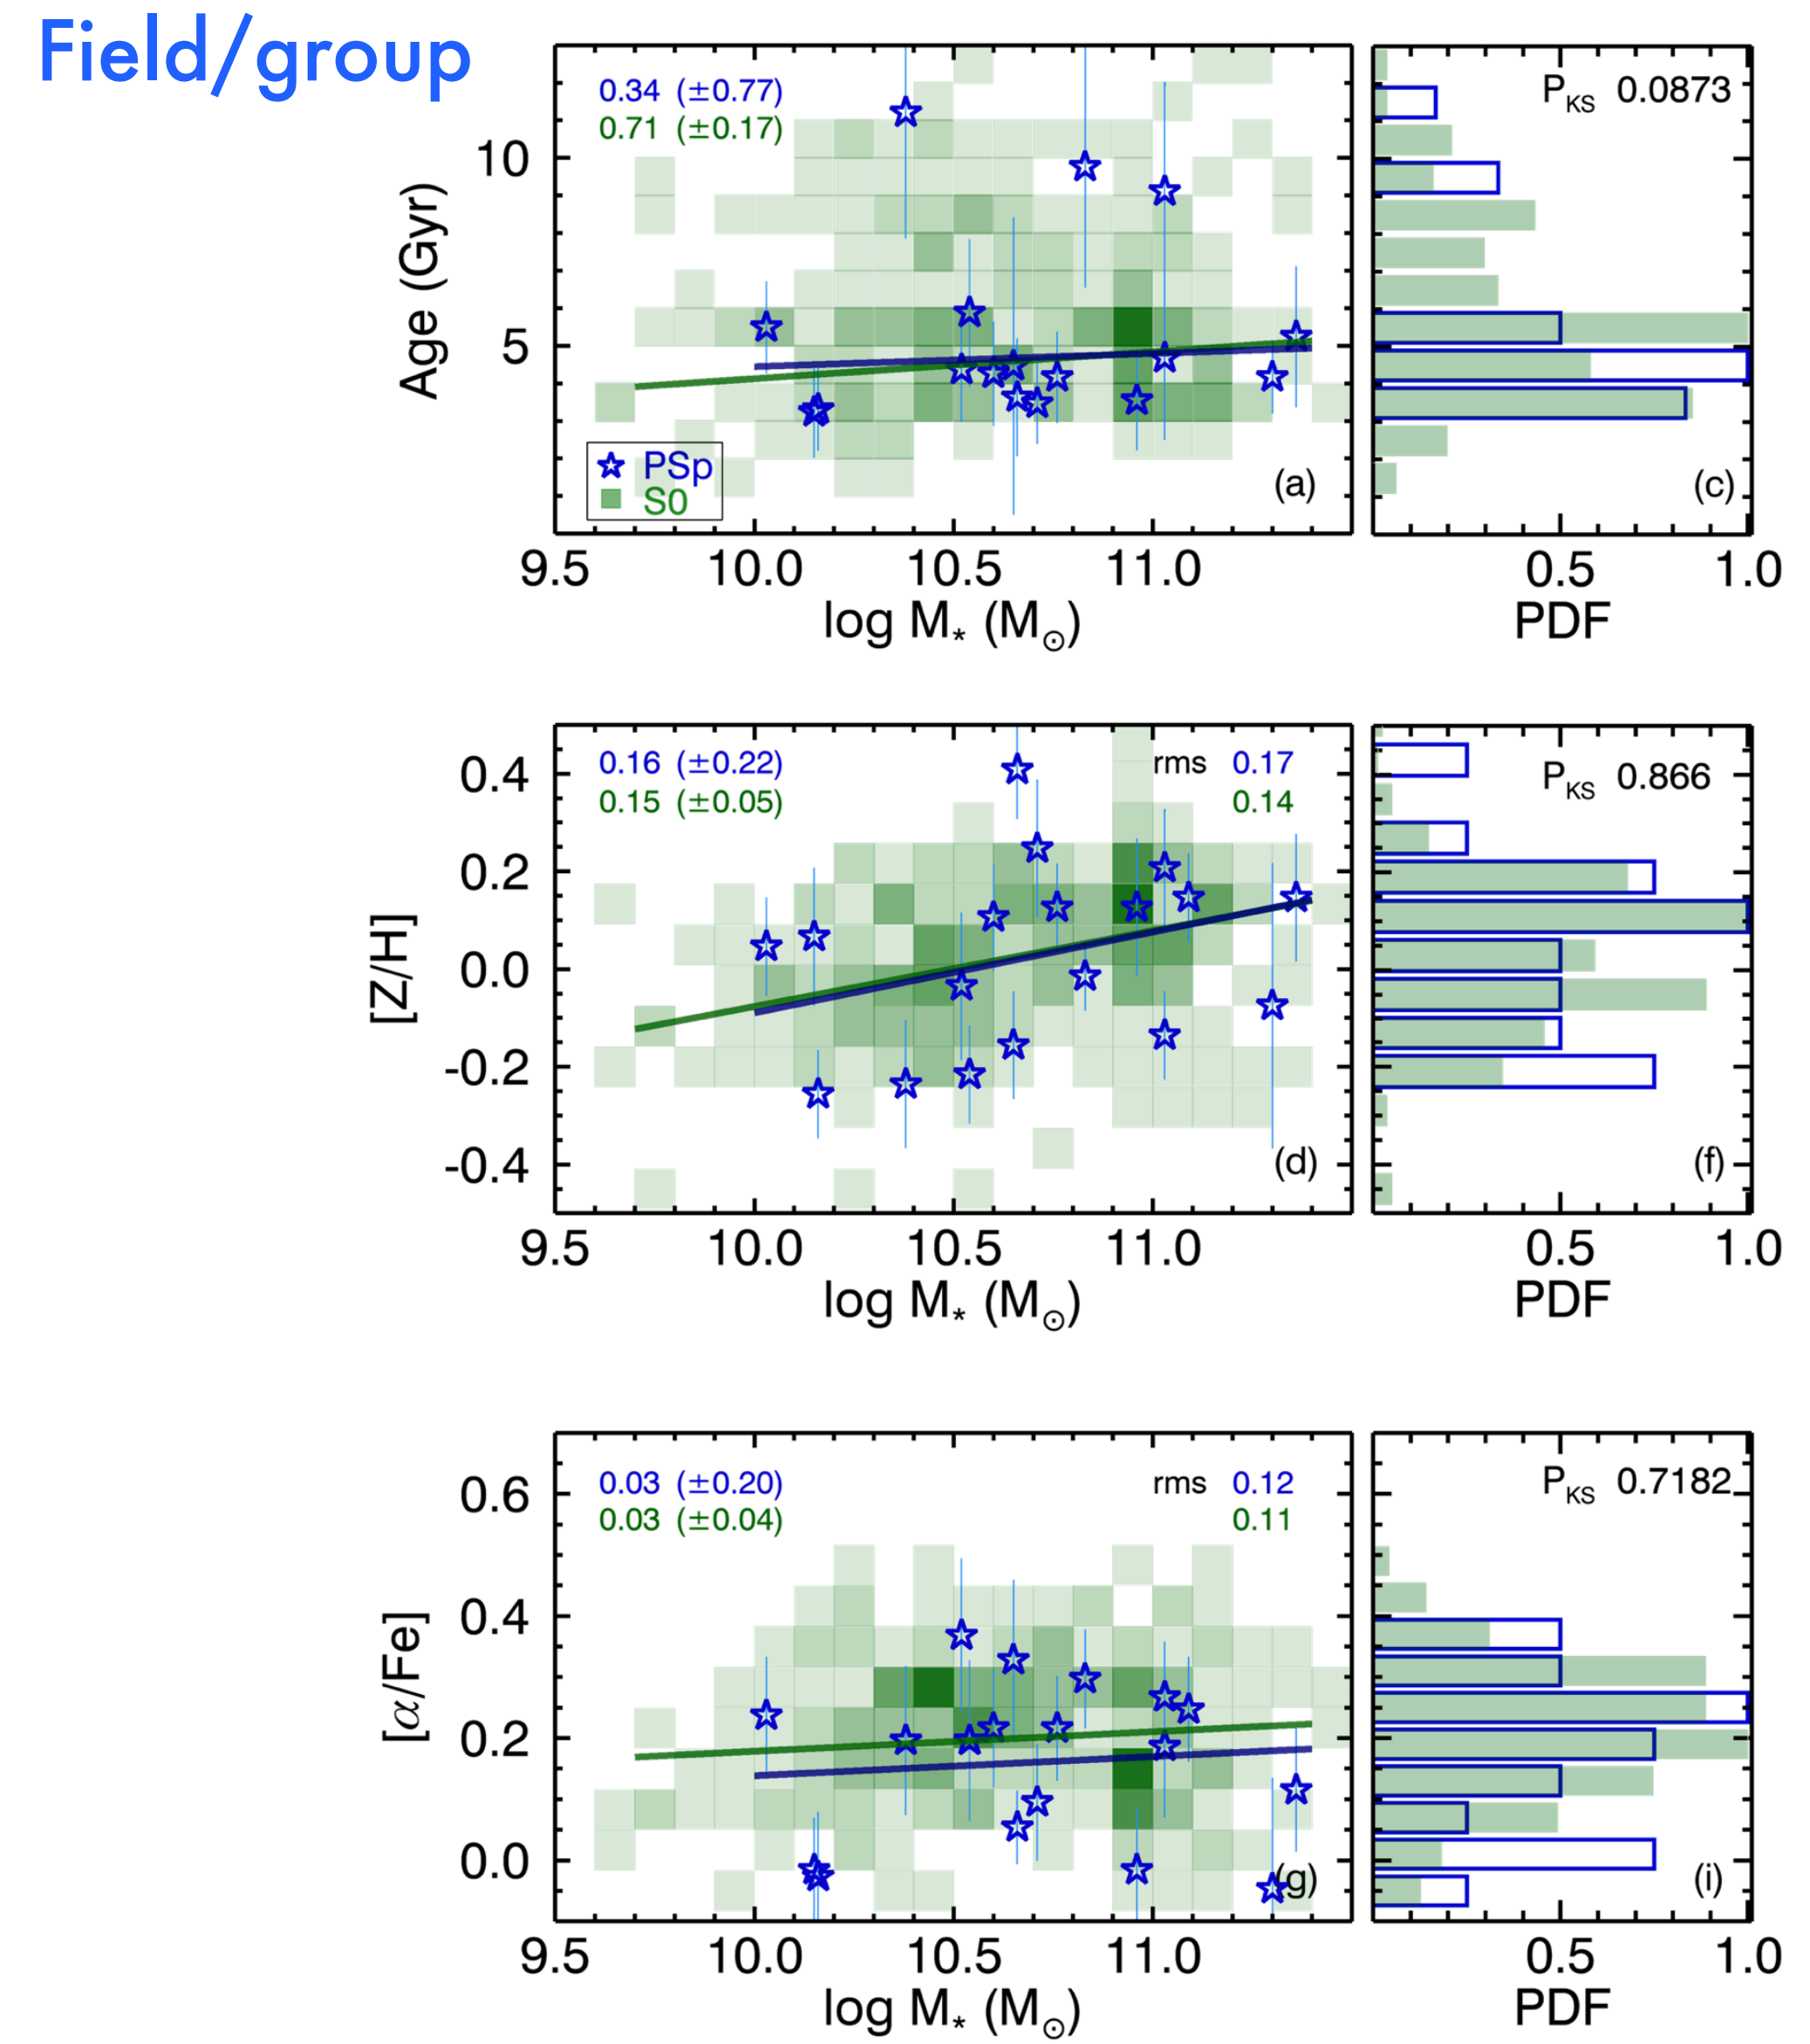 Field/group
0.34 (±0.77)
0.71 (±0.17)
10
5
Age (Gyr)
PSp
S0
(a)
9.5 10.0 10.5 11.0
log M* (M⊙)
PKS 0.0873
(c)
0.5 1.0
PDF
0.16 (±0.22)
0.15 (±0.05)
rms 0.17
0.14
0.4
0.2
0.0
-0.2
-0.4
[Z/H]
(d)
9.5 10.0 10.5 11.0
log M* (M⊙)
PKS 0.866
(f)
0.5 1.0
PDF
0.03 (±0.20)
0.03 (±0.04)
rms 0.12
0.11
0.6
0.4
0.2
0.0
[α/Fe]
(g)
9.5 10.0 10.5 11.0
log M* (M⊙)
PKS 0.7182
(i)
0.5 1.0
PDF